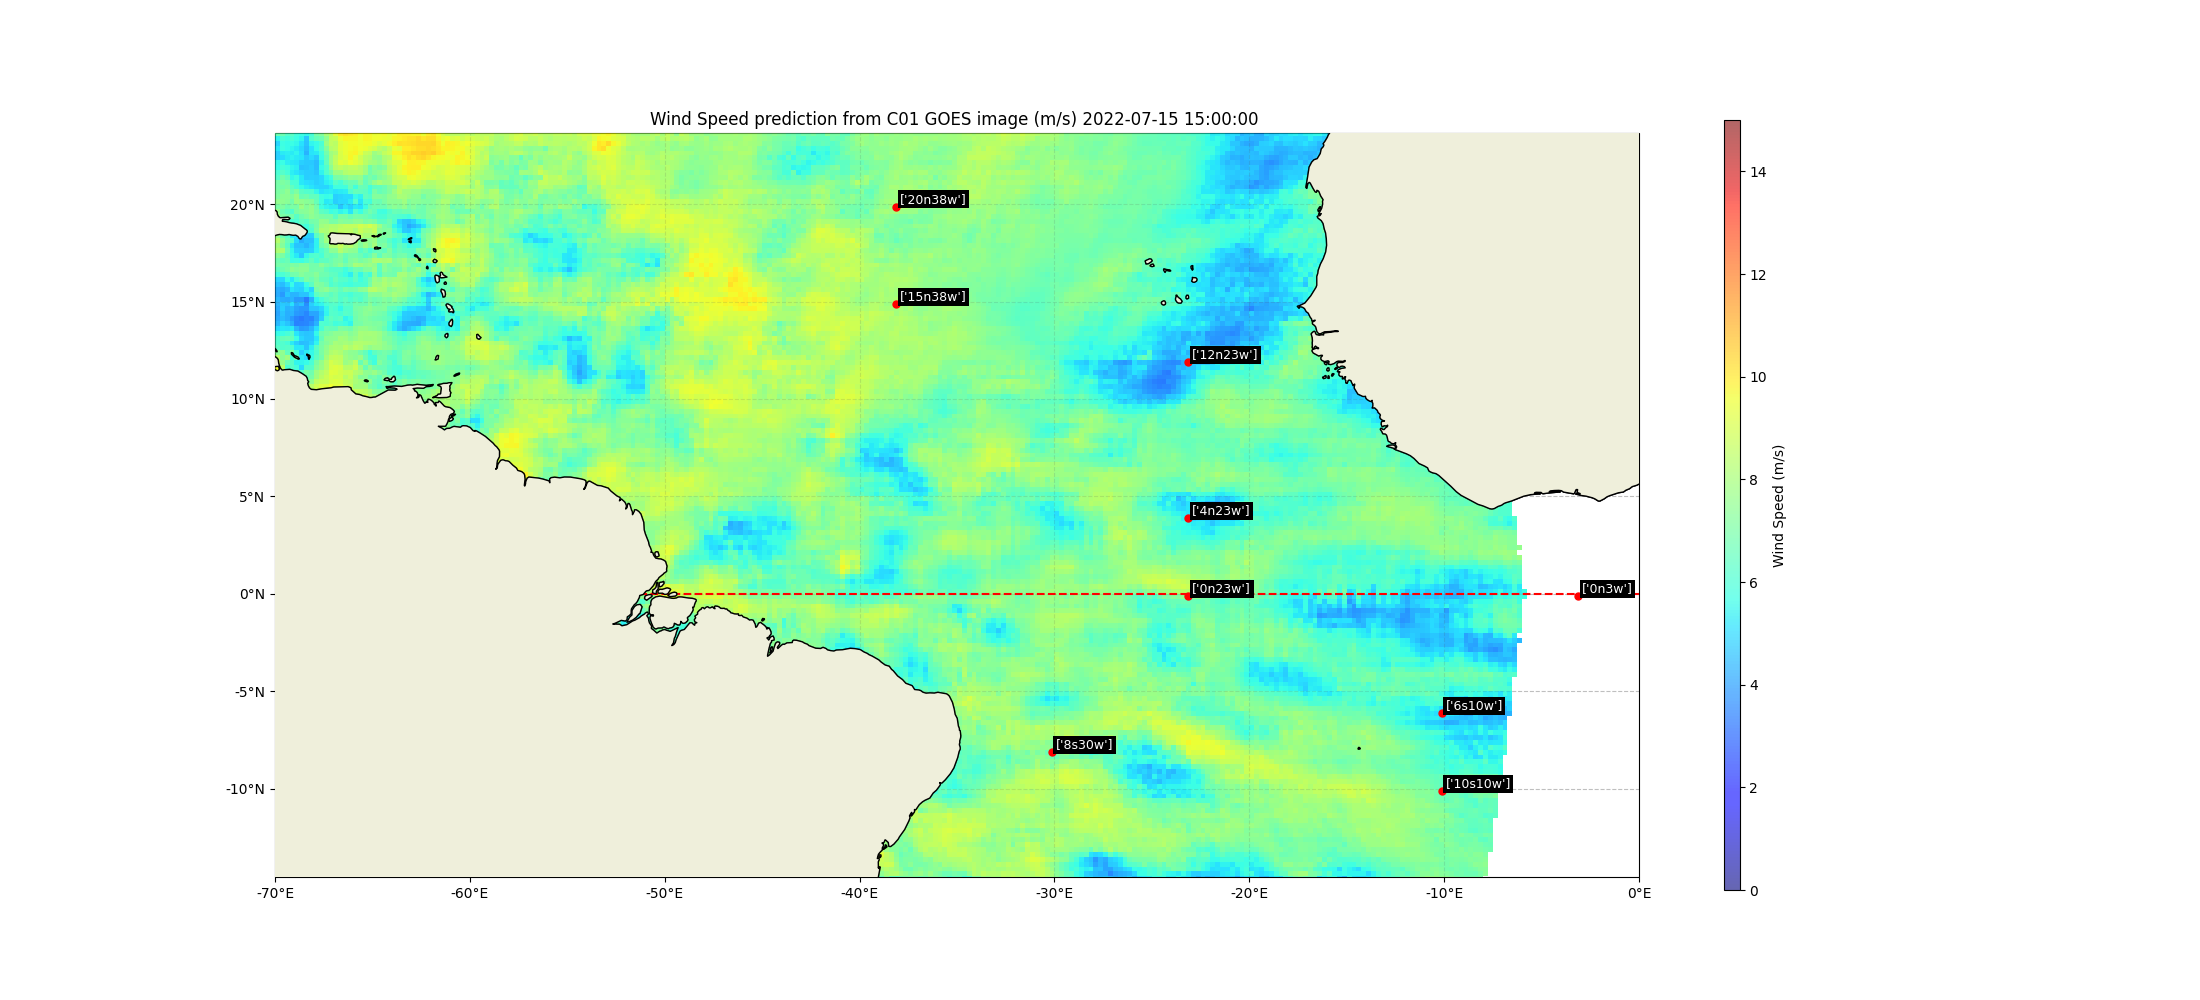 Wind Speed prediction from C01 GOES image (m/s) 2022-07-15 15:00:00
14
['20n38w']
20°N
12
['15n38w']
15°N
['12n23w']
10
10°N
Wind Speed (m/s)
8
5°N
['4n23w']
6
0°N
['0n23w']
['0n3w']
-5°N
4
['6s10w']
['8s30w']
-10°N
['10s10w']
2
0
-70°E
-60°E
-50°E
-40°E
-30°E
-20°E
-10°E
0°E